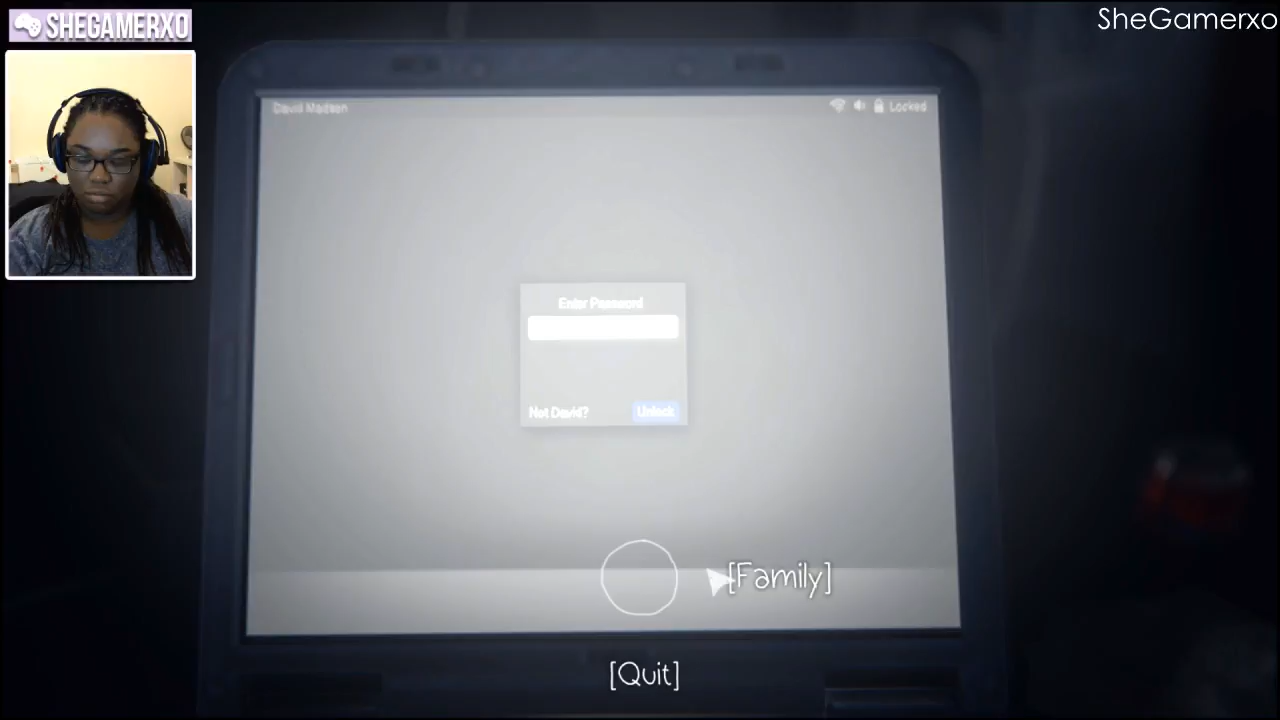 SHEGAMERXO
SheGamerxo
David Madsen
Locked
Enter Password
Not David?
Unlock
[Family]
[Quit]